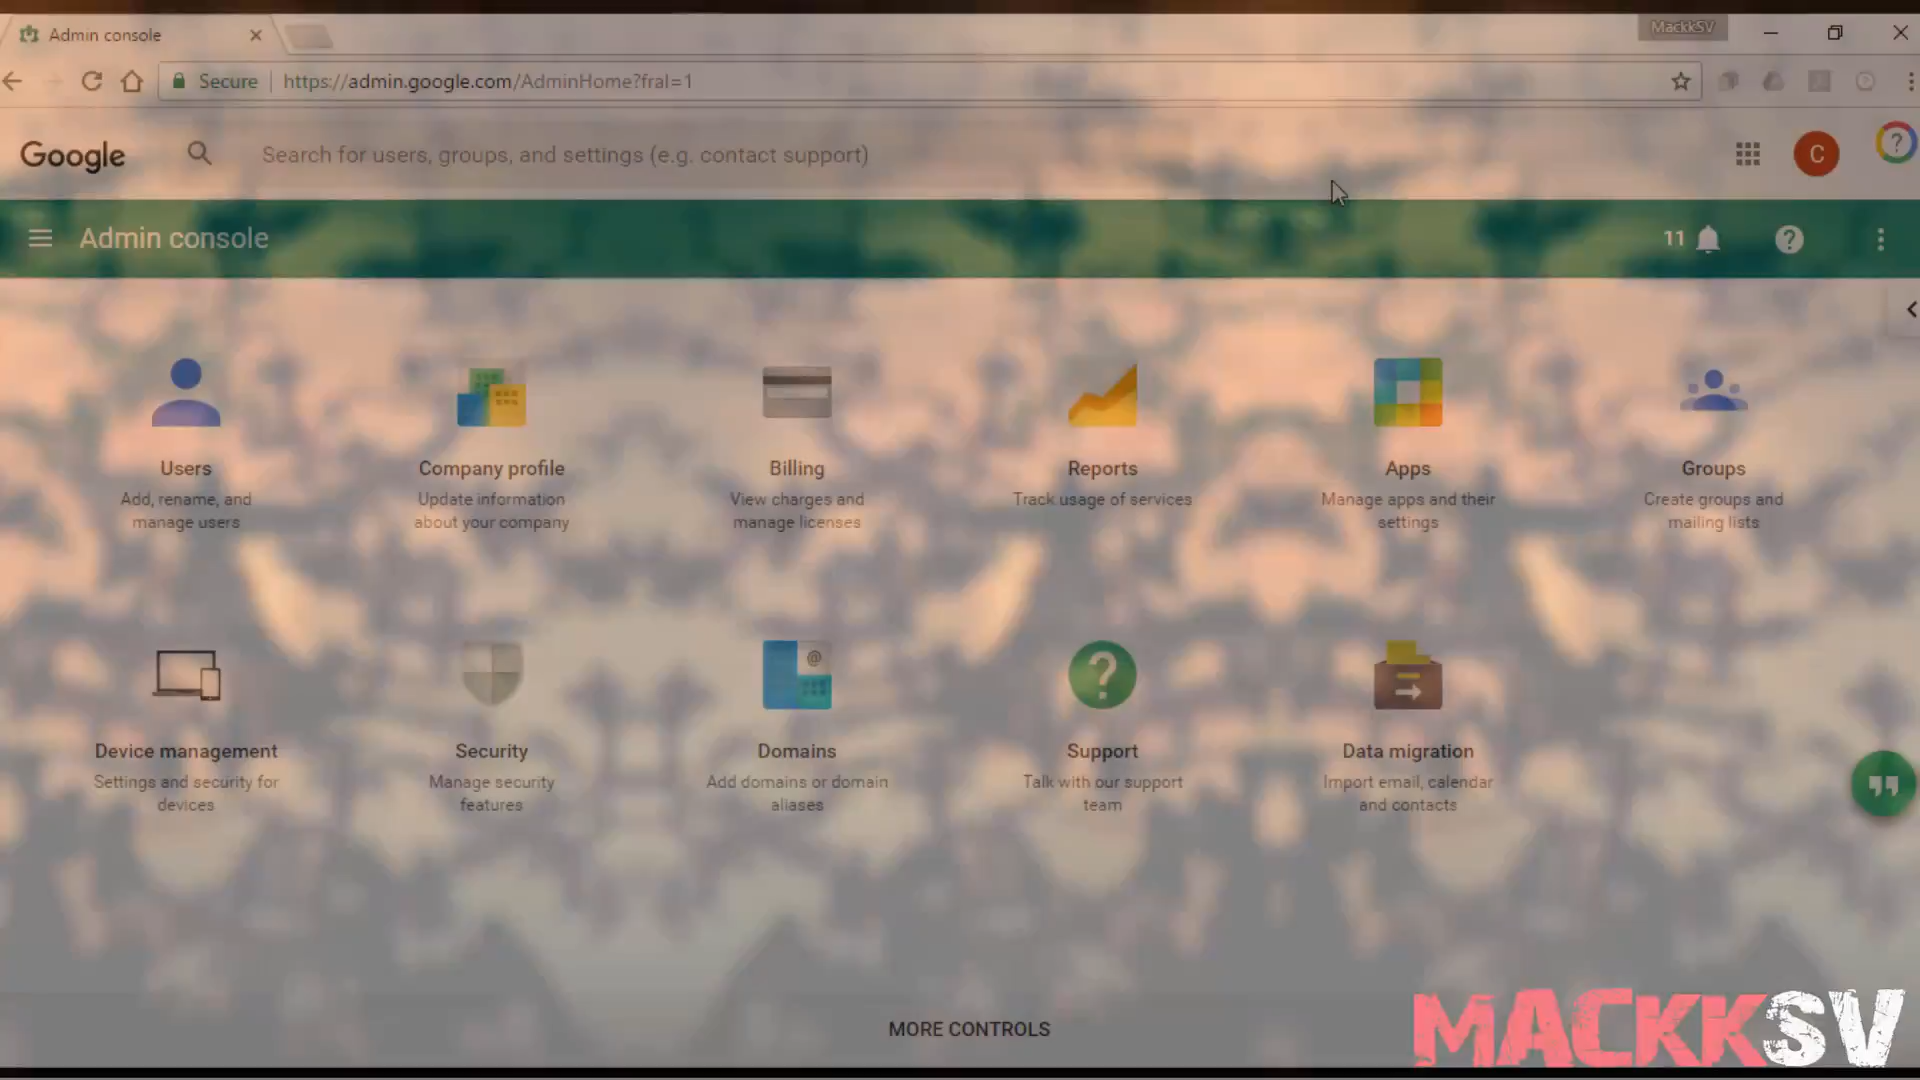 Admin console
MackkSV
Secure
https://admin.google.com/AdminHome?fral=1
Google
Search for users, groups, and settings (e.g. contact support)
C
?
Admin console
11
?
Users
Add, rename, and
manage users
Company profile
Update information
about your company
Billing
View charges and
manage licenses
Reports
Track usage of services
Apps
Manage apps and their
settings
Groups
Create groups and
mailing lists
Device management
Settings and security for
devices
Security
Manage security
features
@
Domains
Add domains or domain
aliases
?
Support
Talk with our support
team
Data migration
Import email, calendar
and contacts
MORE CONTROLS
MACKKSV